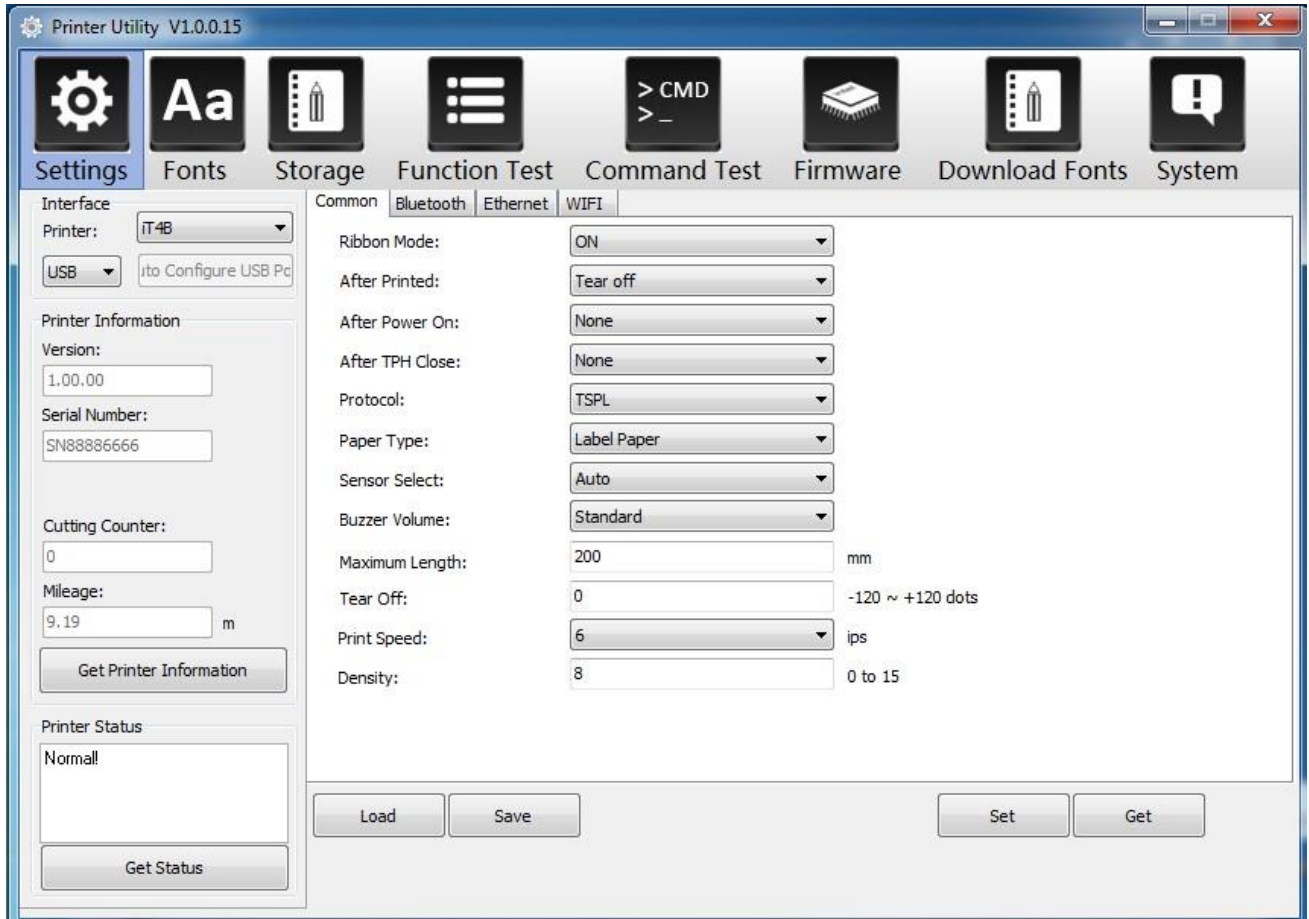 Printer Utility V1.0.0.15
Settings Fonts Storage Function Test Command Test Firmware Download Fonts System
> CMD
> _
Aa
Interface
Printer: iT4B
USB uto Configure USB Po
Printer Information
Version:
1.00.00
Serial Number:
SN88886666
Cutting Counter:
0
Mileage:
9.19 m
Get Printer Information
Printer Status
Normal!
Get Status
Common Bluetooth Ethernet WIFI
Ribbon Mode: ON
After Printed: Tear off
After Power On: None
After TPH Close: None
Protocol: TSPL
Paper Type: Label Paper
Sensor Select: Auto
Buzzer Volume: Standard
Maximum Length: 200 mm
Tear Off: 0 -120 ~ +120 dots
Print Speed: 6 ips
Density: 8 0 to 15
Load Save Set Get